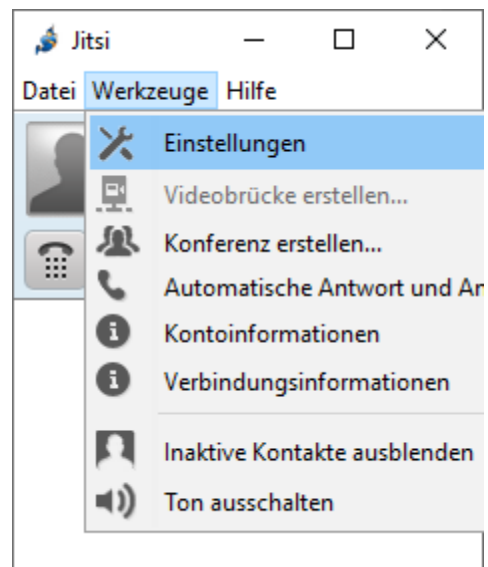 Jitsi
Datei Werkzeuge Hilfe
Einstellungen
Videobrücke erstellen...
Konferenz erstellen...
Automatische Antwort und
Kontoinformationen
Verbindungsinformationen
Inaktive Kontakte ausblenden
Ton ausschalten